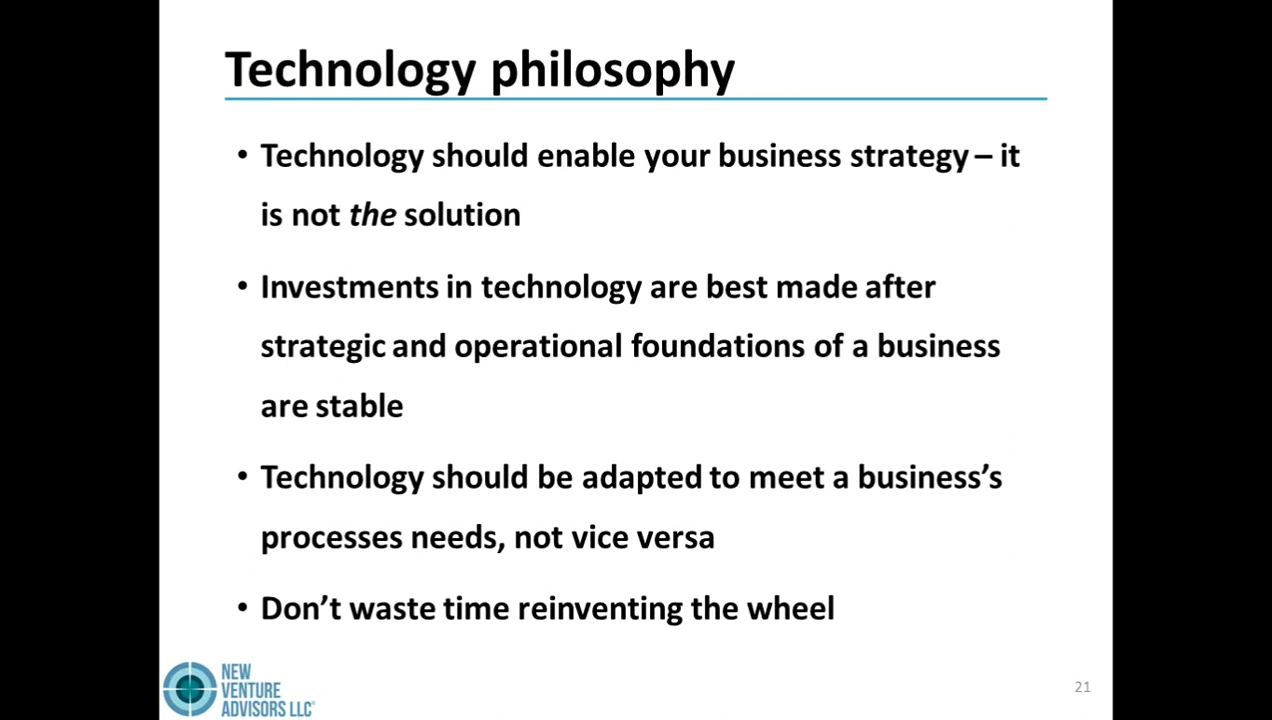 Technology philosophy
• Technology should enable your business strategy – it
is not the solution
• Investments in technology are best made after
strategic and operational foundations of a business
are stable
• Technology should be adapted to meet a business’s
processes needs, not vice versa
• Don’t waste time reinventing the wheel
NEW
VENTURE
ADVISORS LLC
21